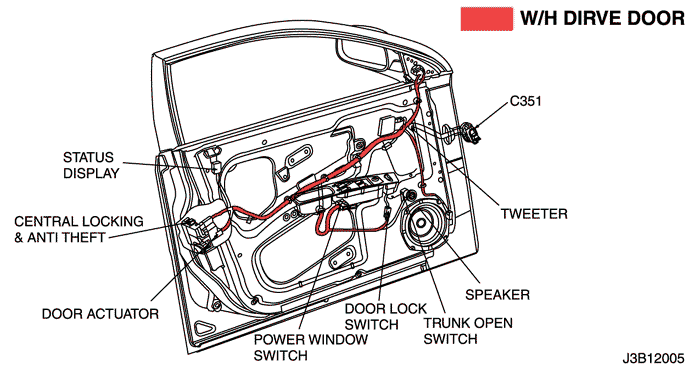 W/H DIRVE DOOR
C351
STATUS
DISPLAY
TWEETER
CENTRAL LOCKING
& ANTI THEFT
SPEAKER
DOOR ACTUATOR
DOOR LOCK
SWITCH
TRUNK OPEN
SWITCH
POWER WINDOW
SWITCH
J3B12005